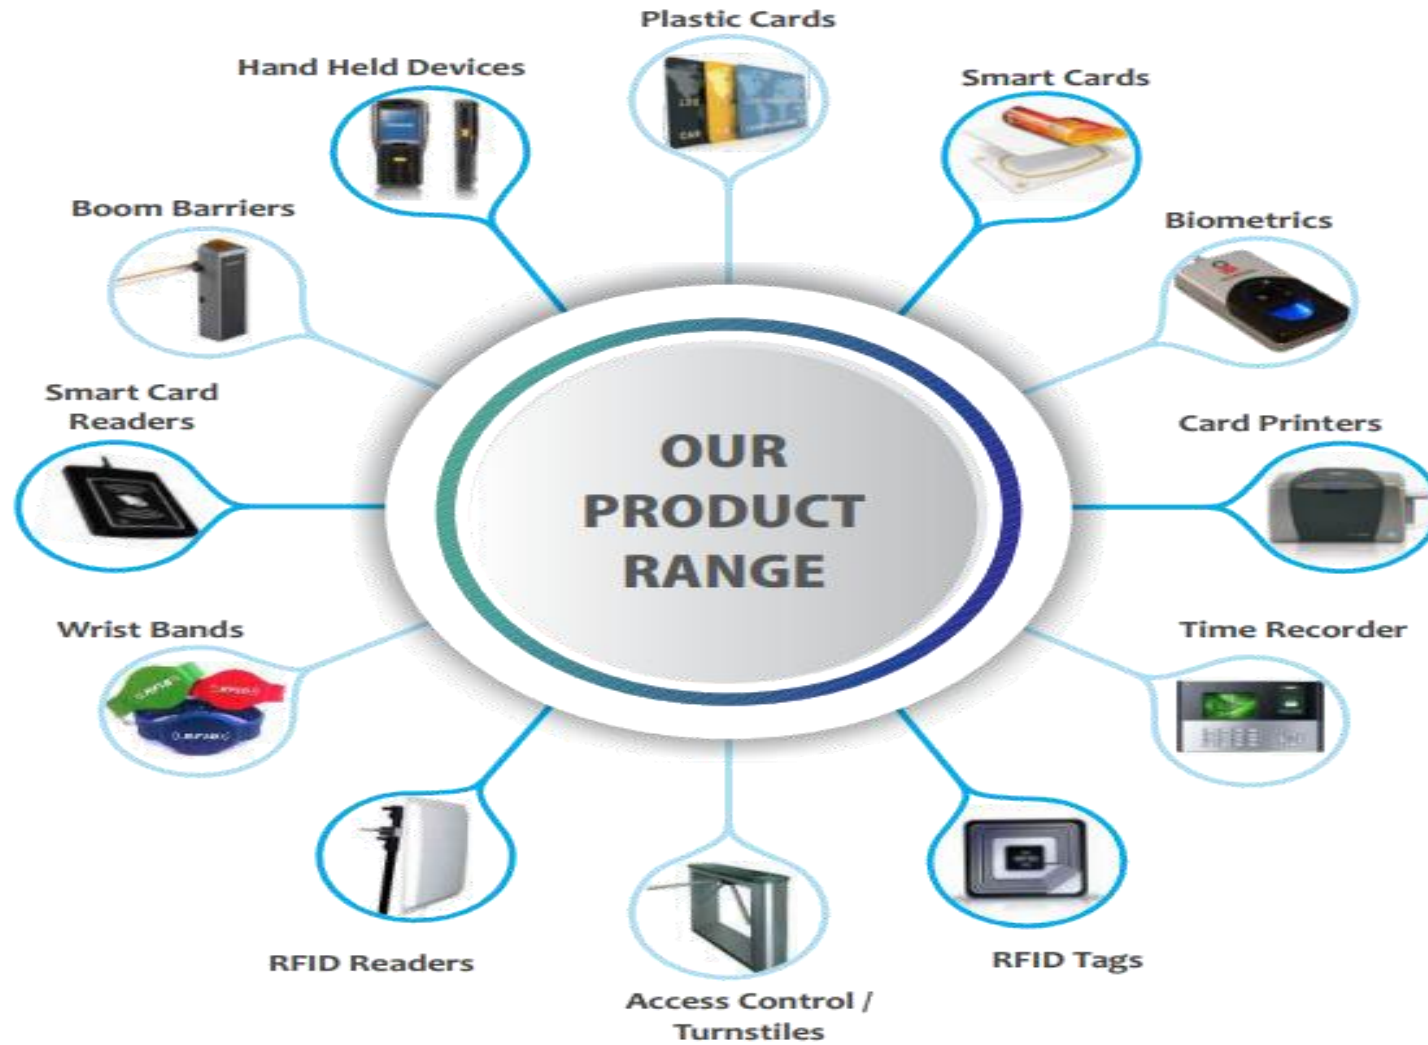 Plastic Cards
Hand Held Devices
Smart Cards
Boom Barriers
Biometrics
Smart Card
Readers
Card Printers
OUR
PRODUCT
RANGE
Wrist Bands
Time Recorder
RFID Readers
RFID Tags
Access Control /
Turnstiles